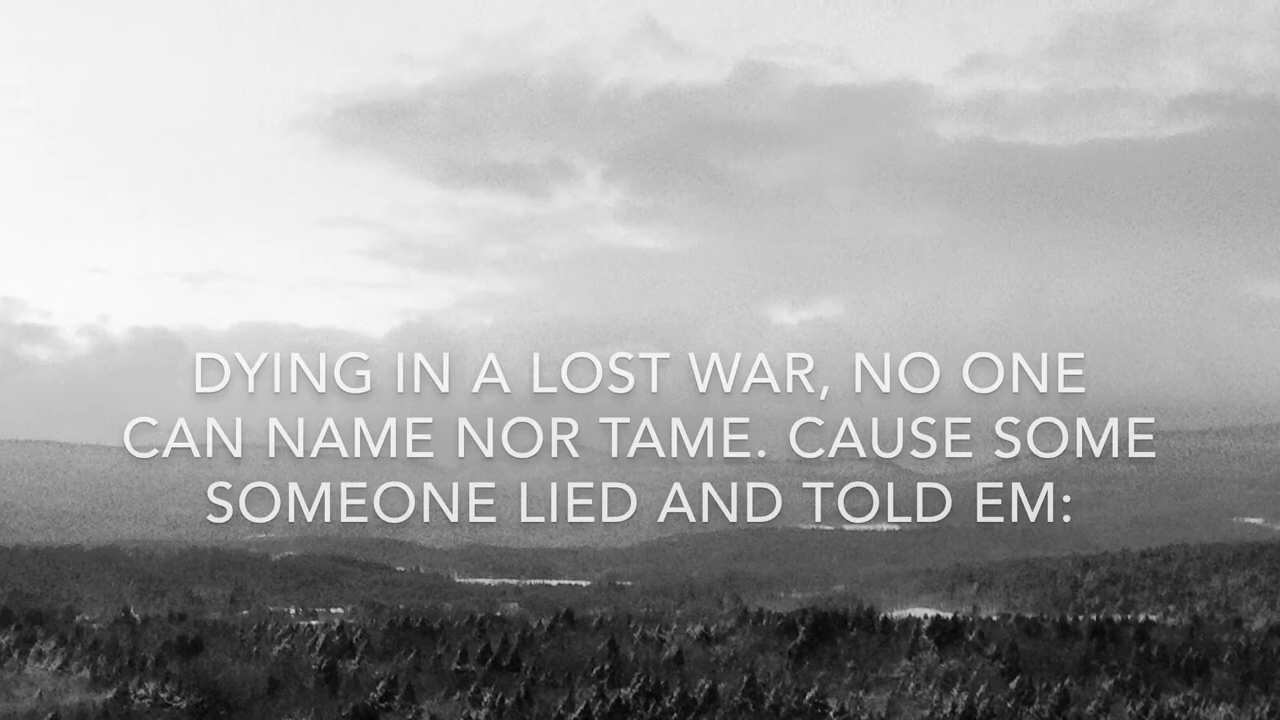 DYING IN A LOST WAR, NO ONE
CAN NAME NOR TAME. CAUSE SOME
SOMEONE LIED AND TOLD EM: